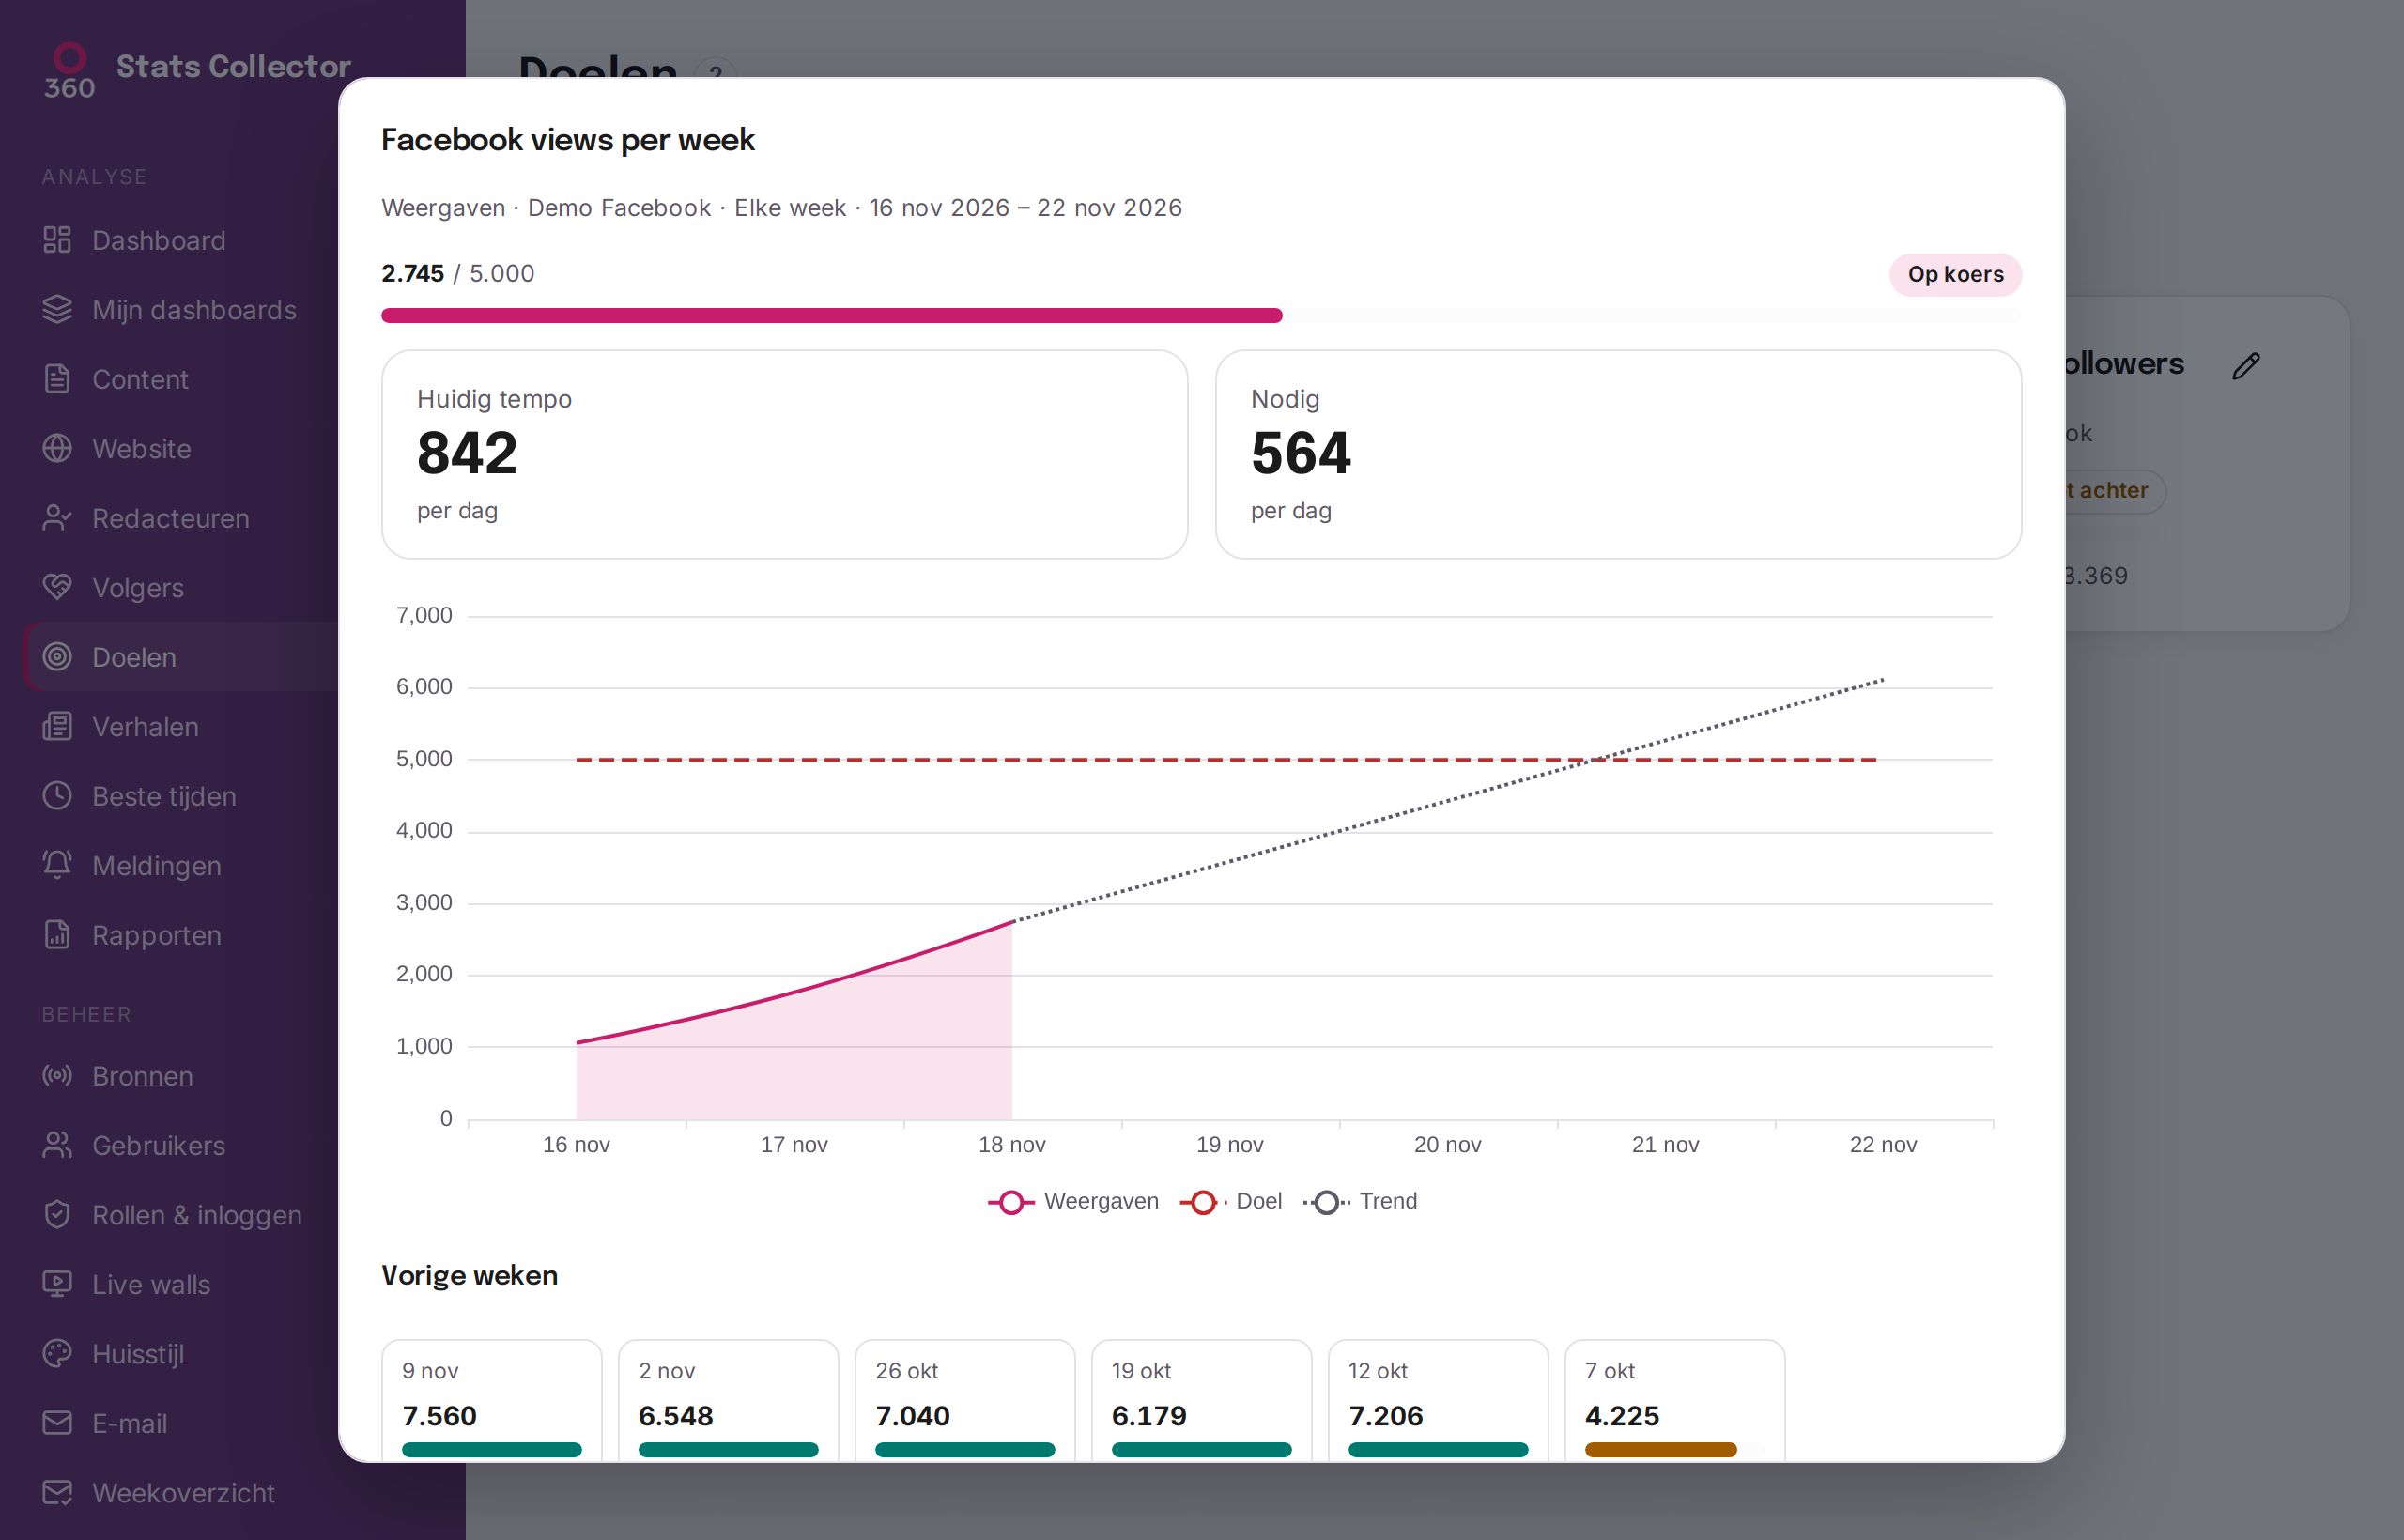 360
Stats Collector
ANALYSE
Dashboard
Mijn dashboards
Content
Website
Redacteuren
Volgers
Doelen
Verhalen
Beste tijden
Meldingen
Rapporten
BEHEER
Bronnen
Gebruikers
Rollen & inloggen
Live walls
Huisstijl
E-mail
Weekoverzicht
Doelen 2
Facebook views per week
Weergaven · Demo Facebook · Elke week · 16 nov 2026 – 22 nov 2026
2.745 / 5.000
Op koers
Huidig tempo
842
per dag
Nodig
564
per dag
7,000
6,000
5,000
4,000
3,000
2,000
1,000
0
16 nov 17 nov 18 nov 19 nov 20 nov 21 nov 22 nov
Weergaven Doel Trend
Vorige weken
9 nov
7.560
2 nov
6.548
26 okt
7.040
19 okt
6.179
12 okt
7.206
7 okt
4.225
ollowers
ok
t achter
3.369